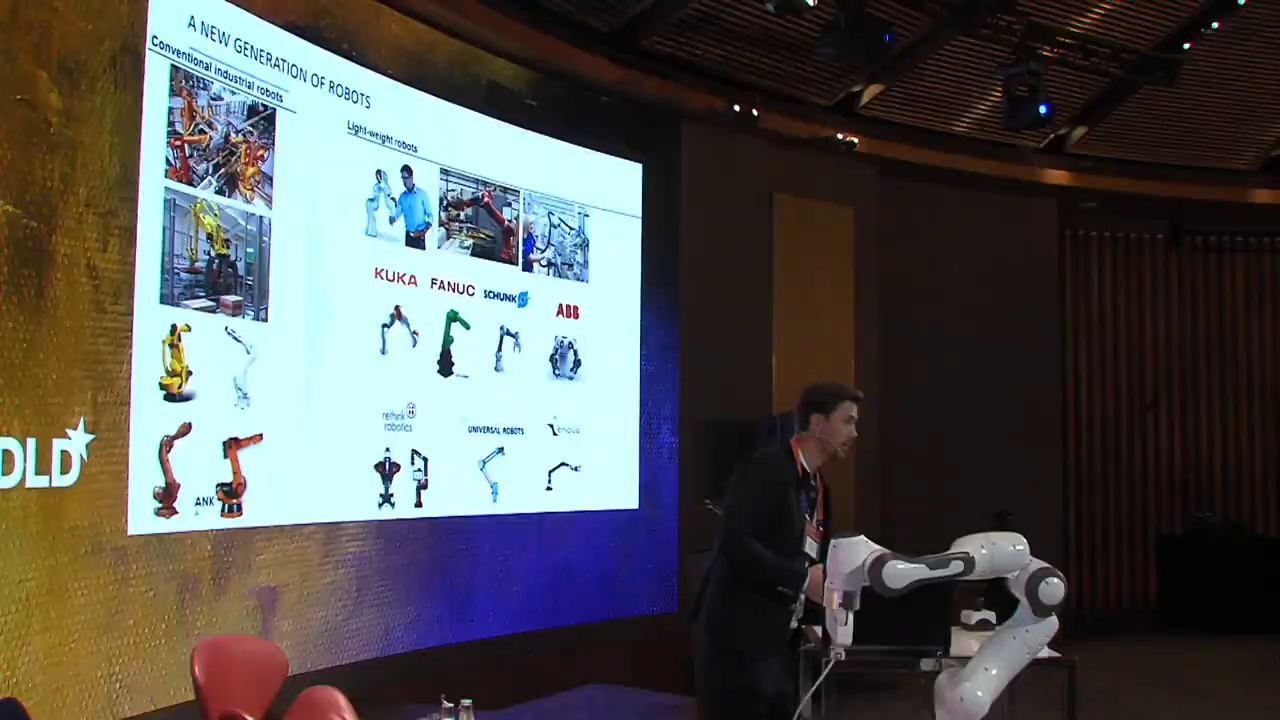 A NEW GENERATION OF ROBOTS
Conventional industrial robots
Light-weight robots
KUKA
FANUC
SCHUNK
ABB
rethink
robotics
UNIVERSAL ROBOTS
ANK
DLD